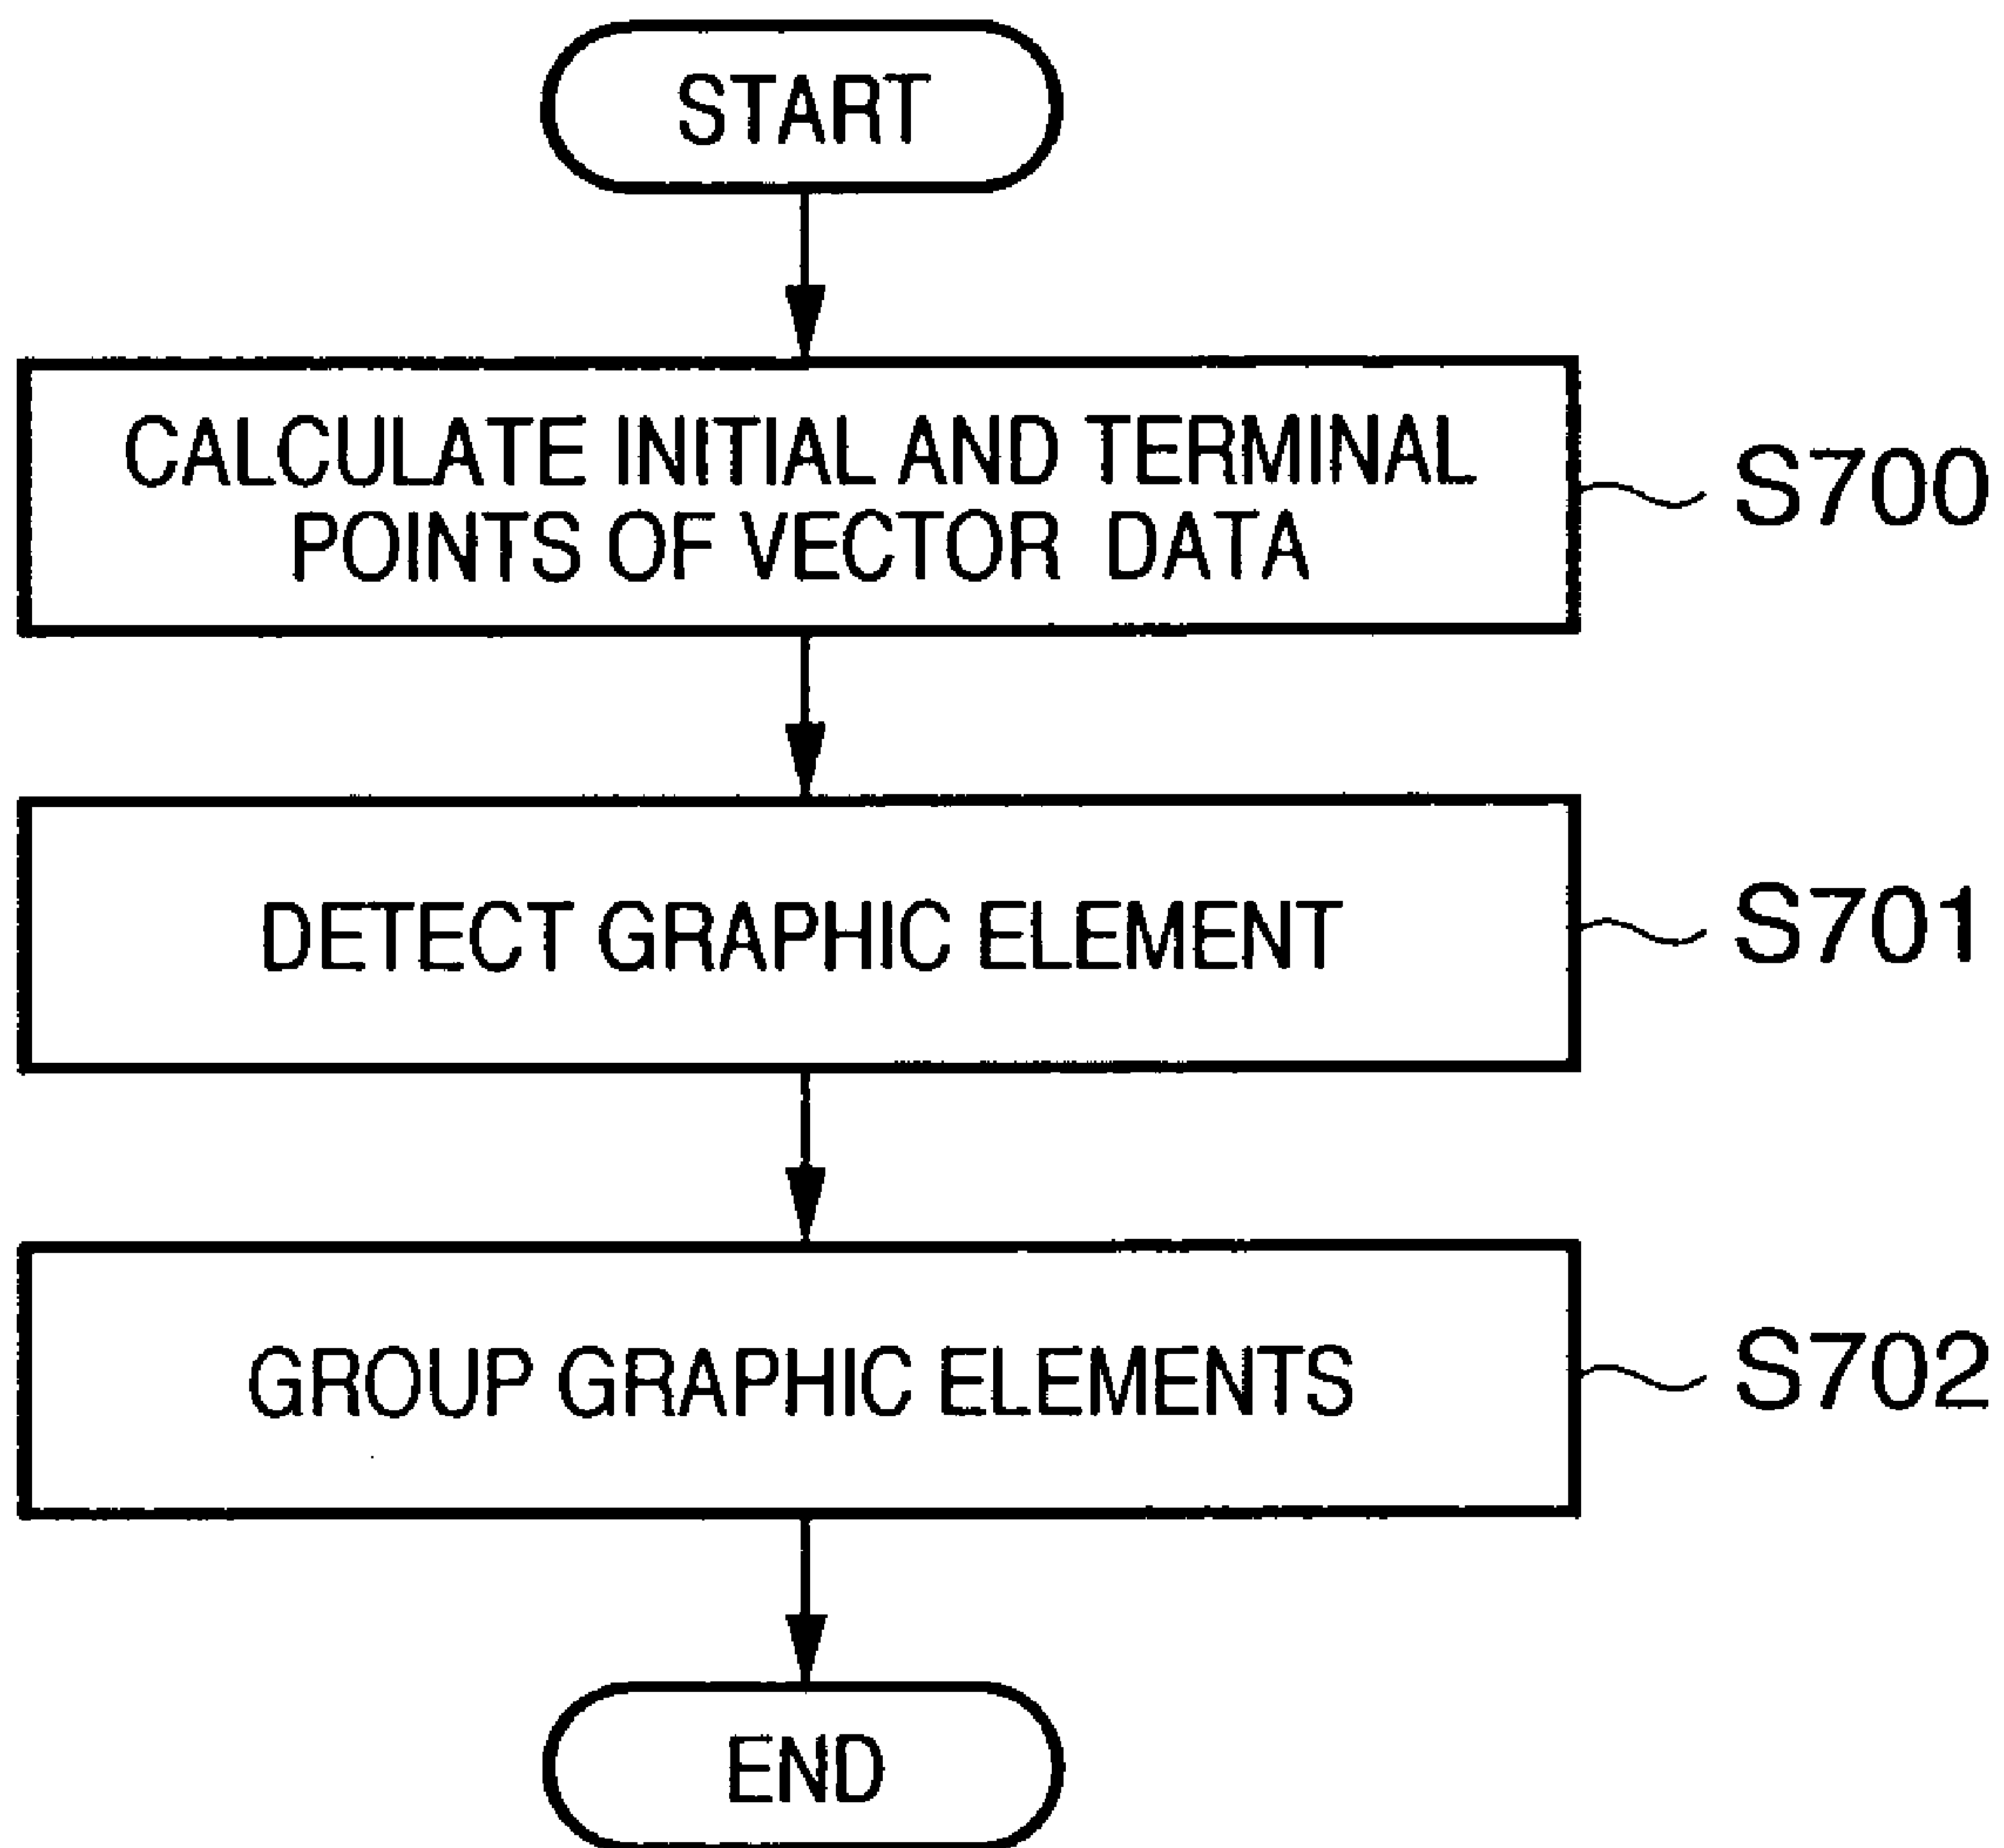 START
CALCULATE INITIAL AND TERMINAL
POINTS OF VECTOR DATA
S700
DETECT GRAPHIC ELEMENT
S701
GROUP GRAPHIC ELEMENTS
S702
END